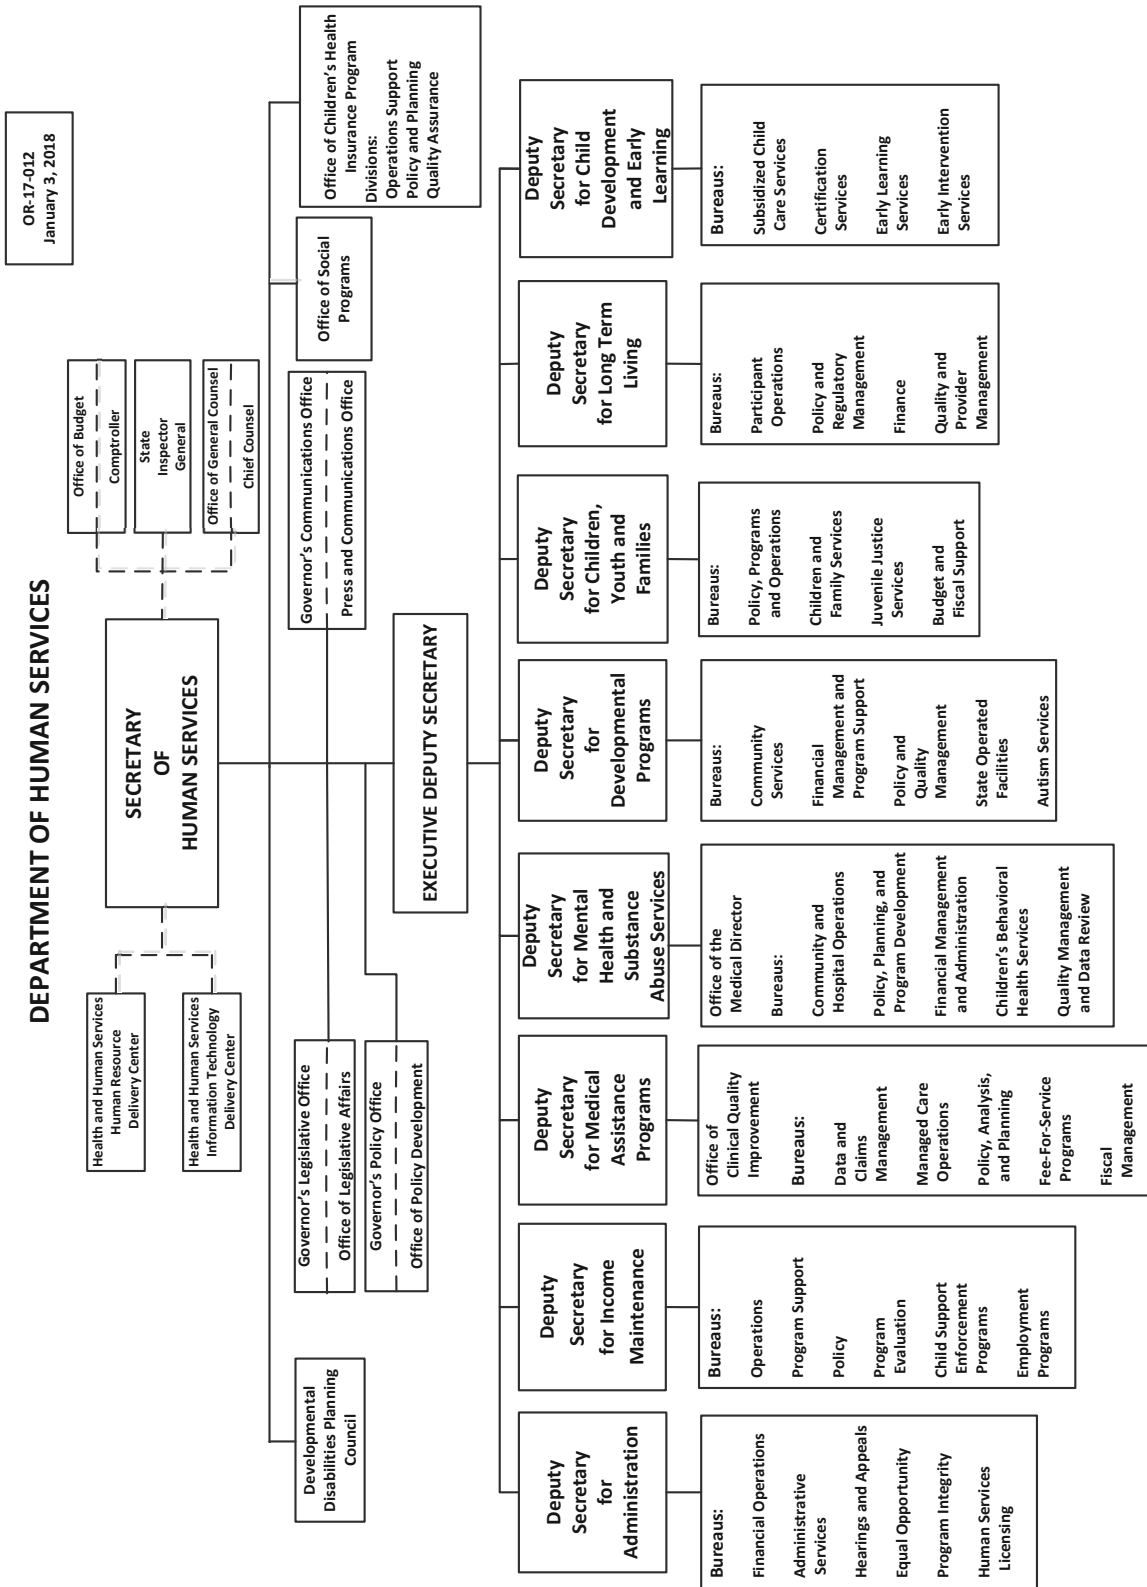 OR-17-012
January 3, 2018
DEPARTMENT OF HUMAN SERVICES
Health and Human Services
Human Resource
Delivery Center
Health and Human Services
Information Technology
Delivery Center
SECRETARY
OF
HUMAN SERVICES
Office of Budget
Comptroller
State
Inspector
General
Office of General Counsel
Chief Counsel
Developmental
Disabilities Planning
Council
Governor's Legislative Office
Office of Legislative Affairs
Governor's Policy Office
Office of Policy Development
Governor's Communications Office
Press and Communications Office
Office of Social
Programs
Office of Children's Health
Insurance Program
Divisions:
Operations Support
Policy and Planning
Quality Assurance
EXECUTIVE DEPUTY SECRETARY
Deputy
Secretary
for
Administration
Bureaus:
Financial Operations
Administrative
Services
Hearings and Appeals
Equal Opportunity
Program Integrity
Human Services
Licensing
Deputy
Secretary
for Income
Maintenance
Bureaus:
Operations
Program Support
Policy
Program
Evaluation
Child Support
Enforcement
Programs
Employment
Programs
Deputy
Secretary
for Medical
Assistance
Programs
Office of
Clinical Quality
Improvement
Bureaus:
Data and
Claims
Management
Managed Care
Operations
Policy, Analysis,
and Planning
Fee-For-Service
Programs
Fiscal
Management
Deputy
Secretary
for Mental
Health and
Substance
Abuse Services
Office of the
Medical Director
Bureaus:
Community and
Hospital Operations
Policy, Planning, and
Program Development
Financial Management
and Administration
Children's Behavioral
Health Services
Quality Management
and Data Review
Deputy
Secretary
for
Developmental
Programs
Bureaus:
Community
Services
Financial
Management and
Program Support
Policy and
Quality
Management
State Operated
Facilities
Autism Services
Deputy
Secretary
for Children,
Youth and
Families
Bureaus:
Policy, Programs
and Operations
Children and
Family Services
Juvenile Justice
Services
Budget and
Fiscal Support
Deputy
Secretary
for Long Term
Living
Bureaus:
Participant
Operations
Policy and
Regulatory
Management
Finance
Quality and
Provider
Management
Deputy
Secretary
for Child
Development
and Early
Learning
Bureaus:
Subsidized Child
Care Services
Certification
Services
Early Learning
Services
Early Intervention
Services